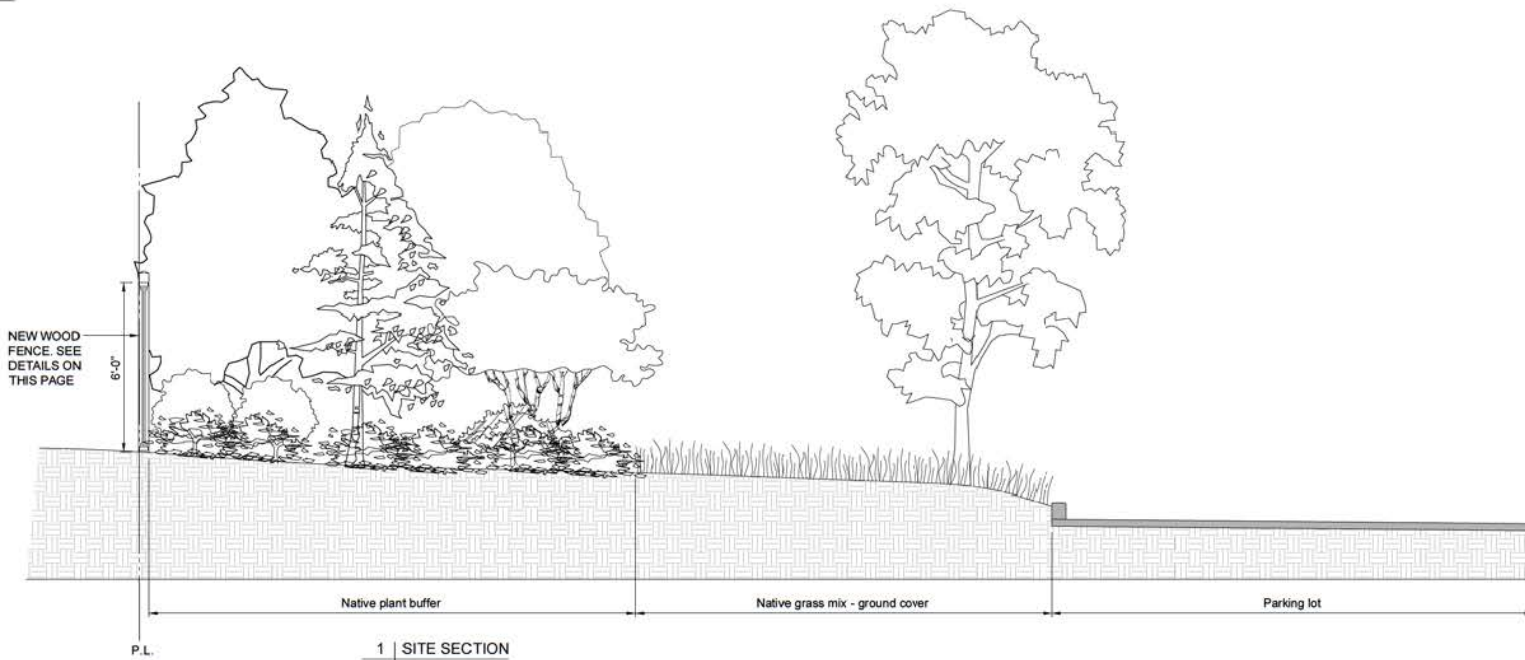 NEW WOOD
FENCE. SEE
DETAILS ON
THIS PAGE
6'-0"
Native plant buffer
Native grass mix - ground cover
Parking lot
P.L.
1 | SITE SECTION